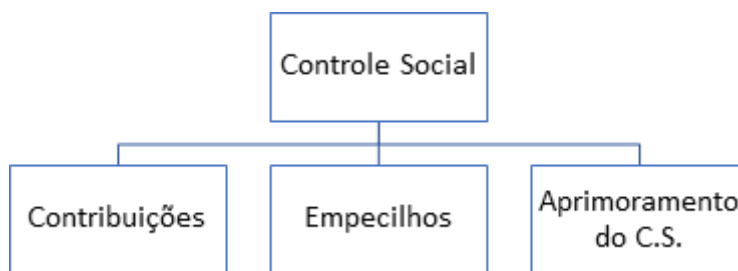 Controle Social
Contribuições
Empecilhos
Aprimoramento
do C.S.